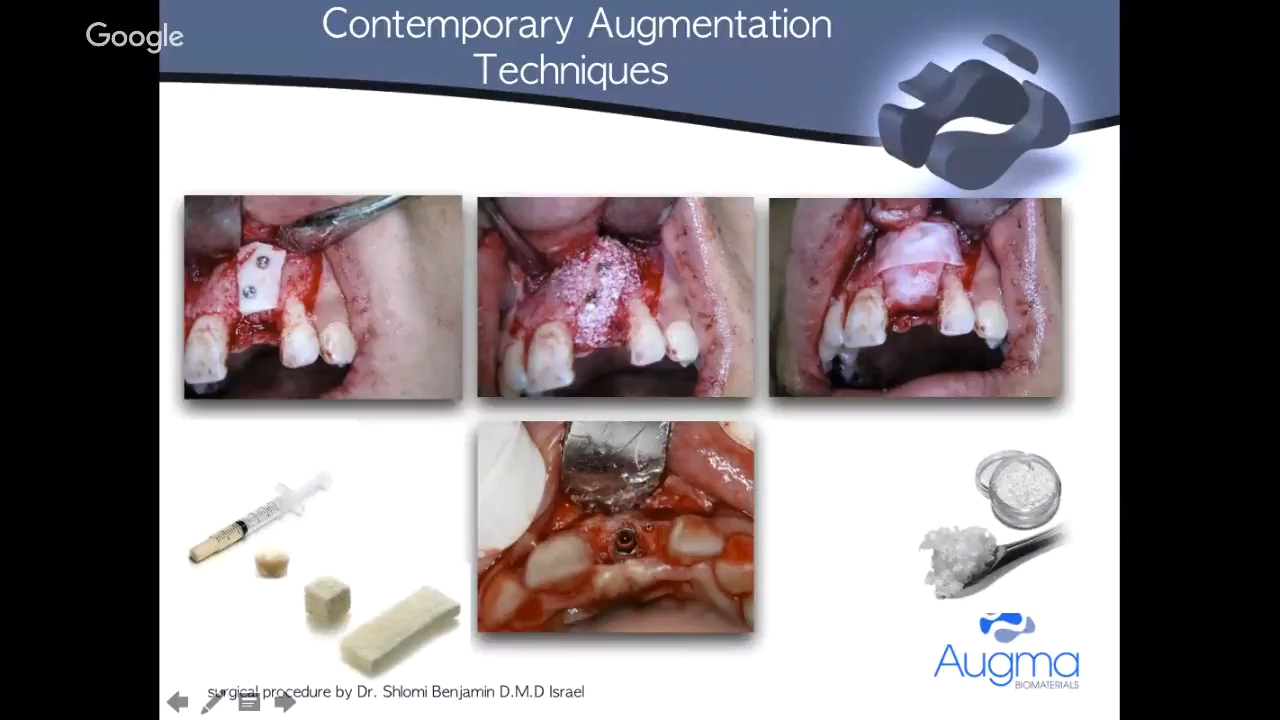 Google
Contemporary Augmentation
Techniques
Augma
BIOMATERIALS
surgical procedure by Dr. Shlomi Benjamin D.M.D Israel